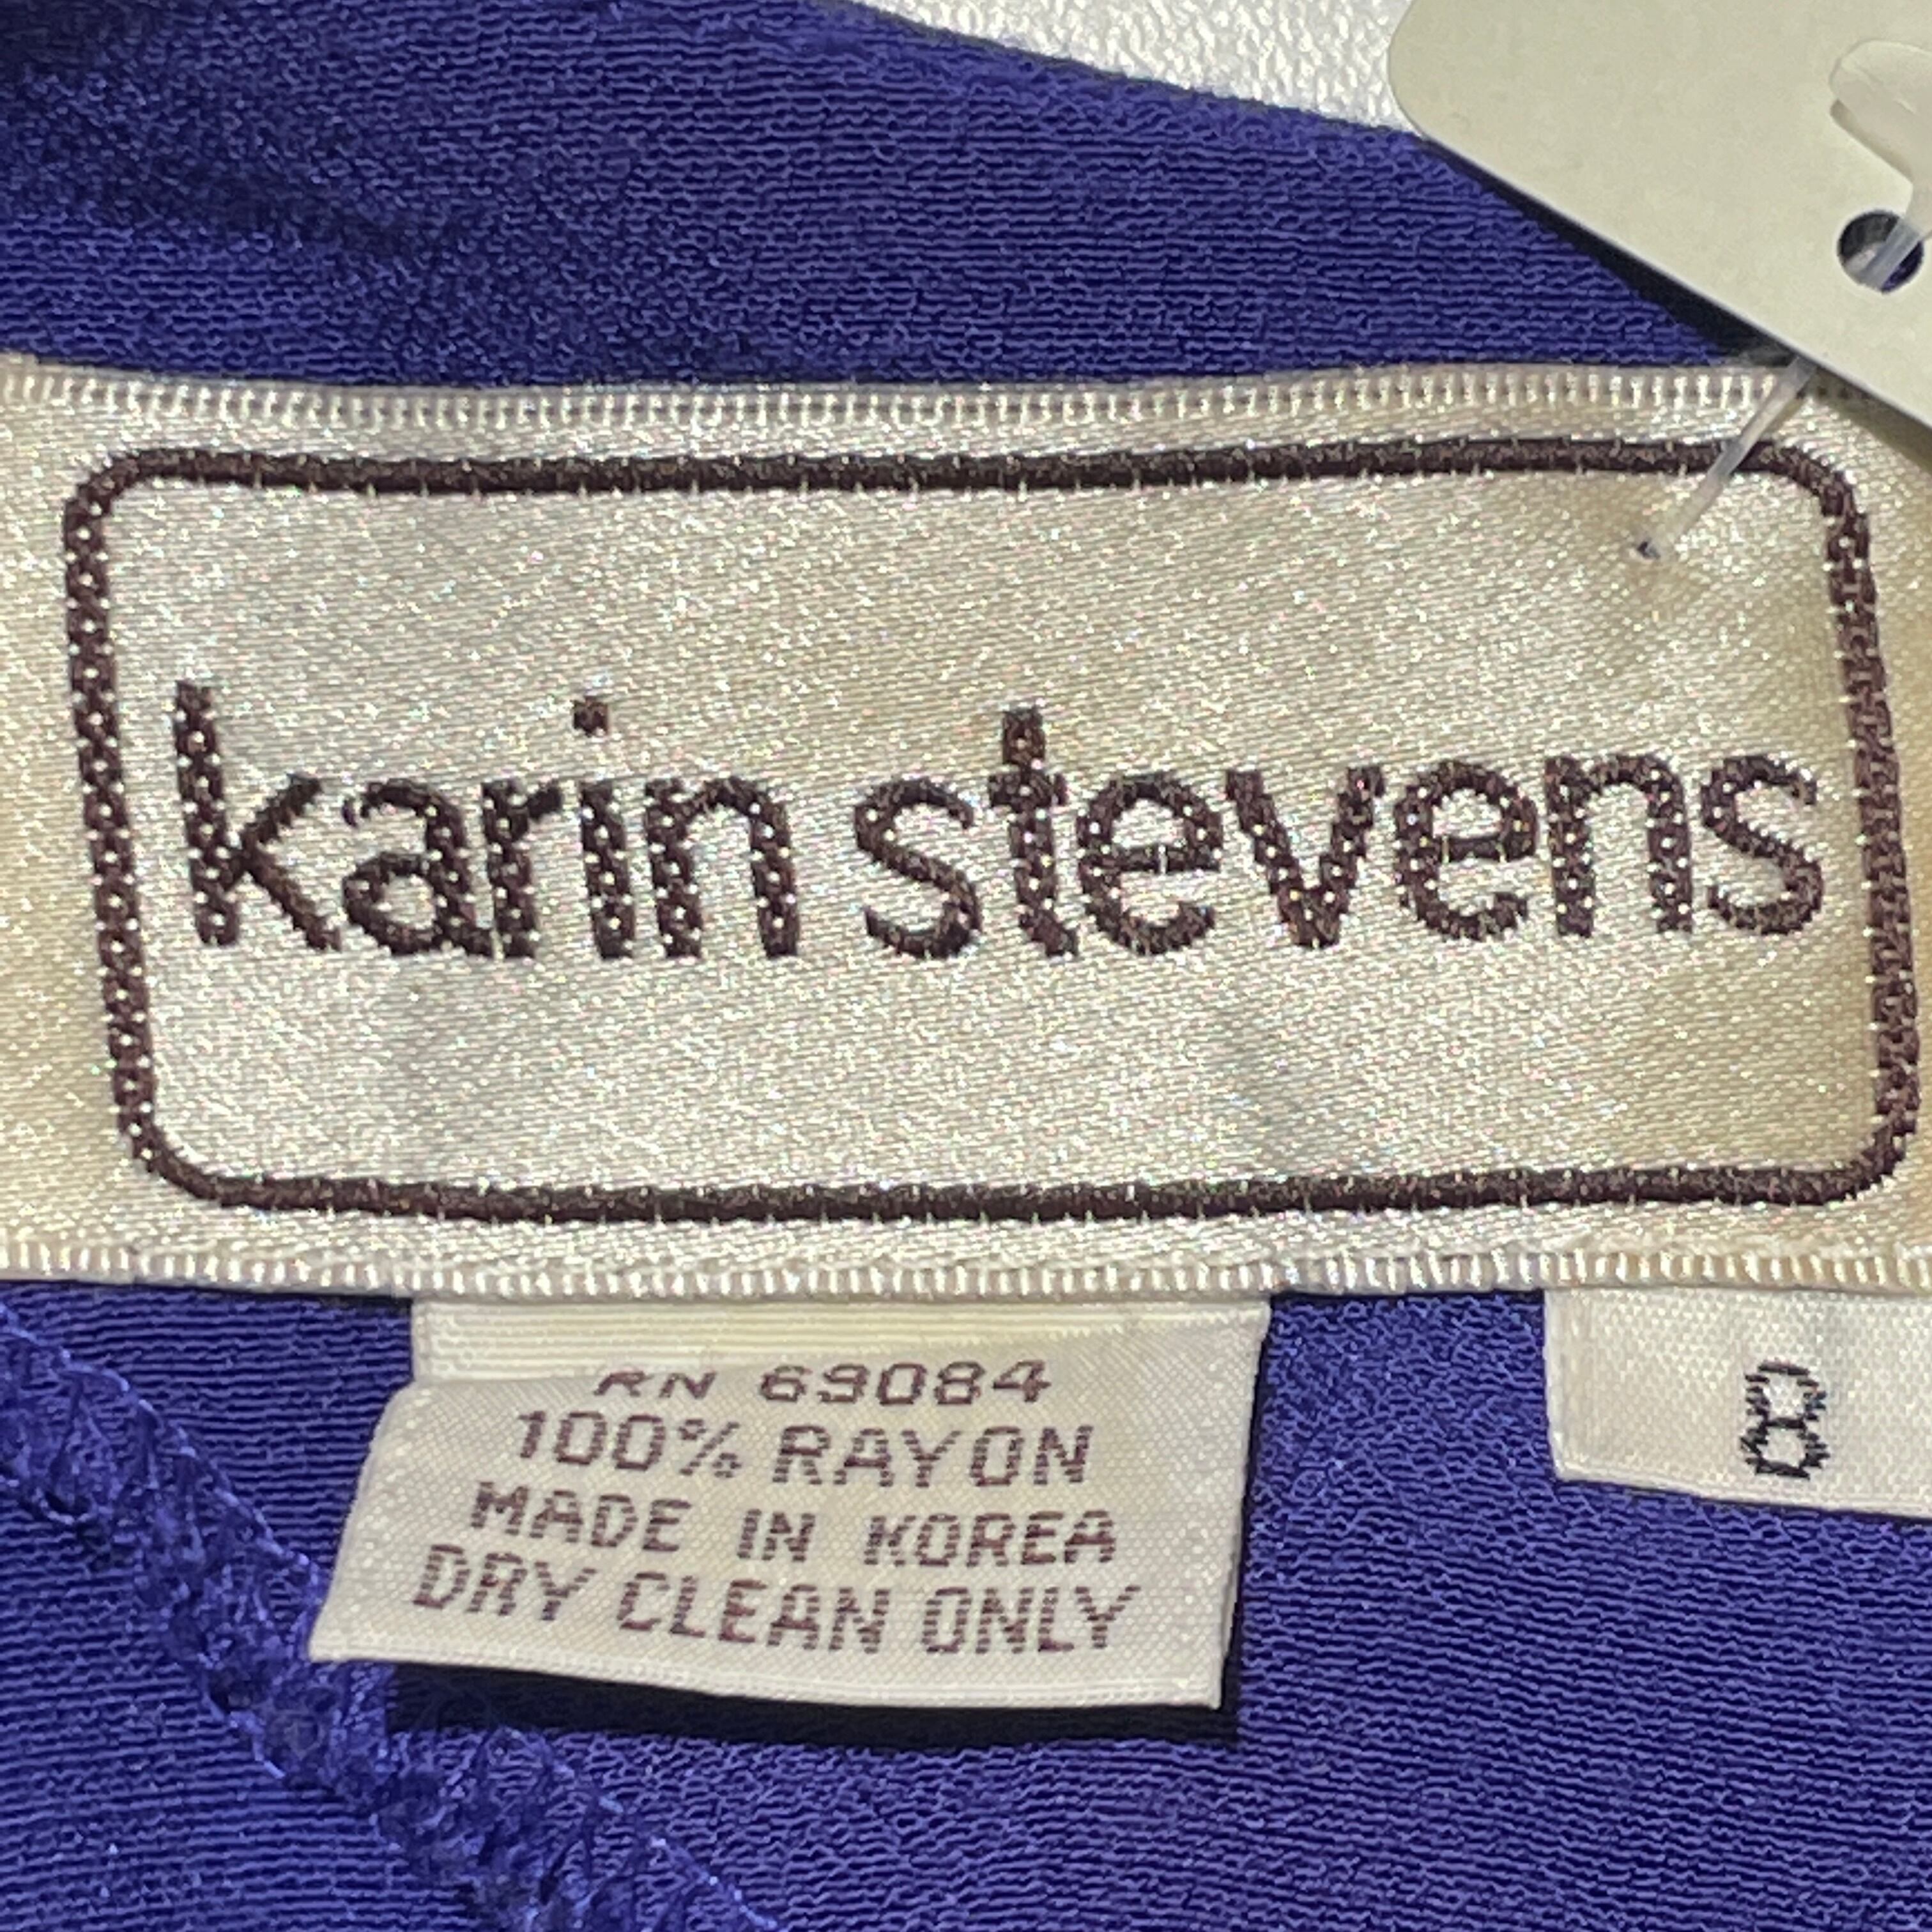 karin stevens
RN 69084
100% RAYON
MADE IN KOREA
DRY CLEAN ONLY
8